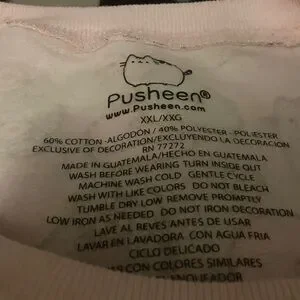 Pusheen®
www.Pusheen.com
XXL/XXG
60% COTTON -ALGODON / 40% POLYESTER - POLIESTER
EXCLUSIVE OF DECORATION/EXCLUYENDO LA DECORACION
RN 77272
MADE IN GUATEMALA/HECHO EN GUATEMALA
WASH BEFORE WEARING TURN INSIDE OUT
MACHINE WASH COLD GENTLE CYCLE
WASH WITH LIKE COLORS DO NOT BLEACH
TUMBLE DRY LOW REMOVE PROMPTLY
LOW IRON AS NEEDED DO NOT IRON DECORATION
LAVE AL REVES ANTES DE USAR
LAVAR EN LAVADORA CON AGUA FRIA
CICLO DELICADO
CON COLORES SIMILARES